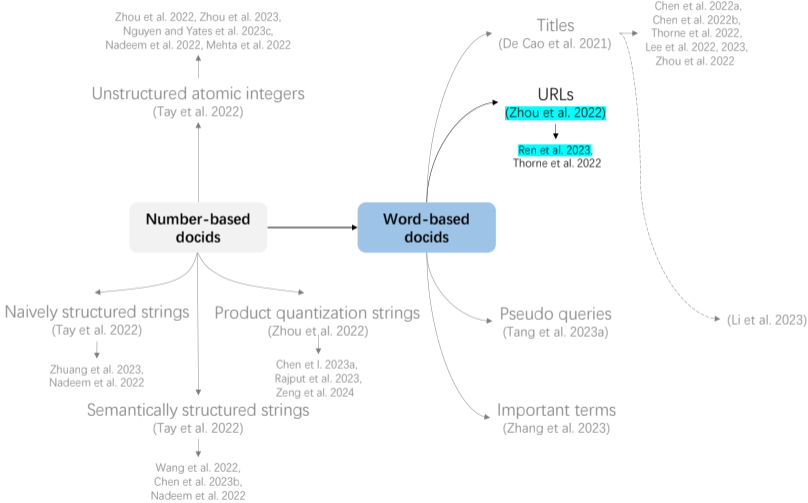 Zhou et al. 2022, Zhou et al. 2023,
Nguyen and Yates et al. 2023c,
Nadeem et al. 2022, Mehta et al. 2022
Unstructured atomic integers
(Tay et al. 2022)
Number-based
docids
Naively structured strings
(Tay et al. 2022)
Zhuang et al. 2023,
Nadeem et al. 2022
Product quantization strings
(Zhou et al. 2022)
Chen et l. 2023a,
Rajput et al. 2023,
Zeng et al. 2024
Semantically structured strings
(Tay et al. 2022)
Wang et al. 2022,
Chen et al. 2023b,
Nadeem et al. 2022
Word-based
docids
Titles
(De Cao et al. 2021)
Chen et al. 2022a,
Chen et al. 2022b,
Thorne et al. 2022,
Lee et al. 2022, 2023,
Zhou et al. 2022
URLs
(Zhou et al. 2022)
Ren et al. 2023,
Thorne et al. 2022
Pseudo queries
(Tang et al. 2023a)
(Li et al. 2023)
Important terms
(Zhang et al. 2023)